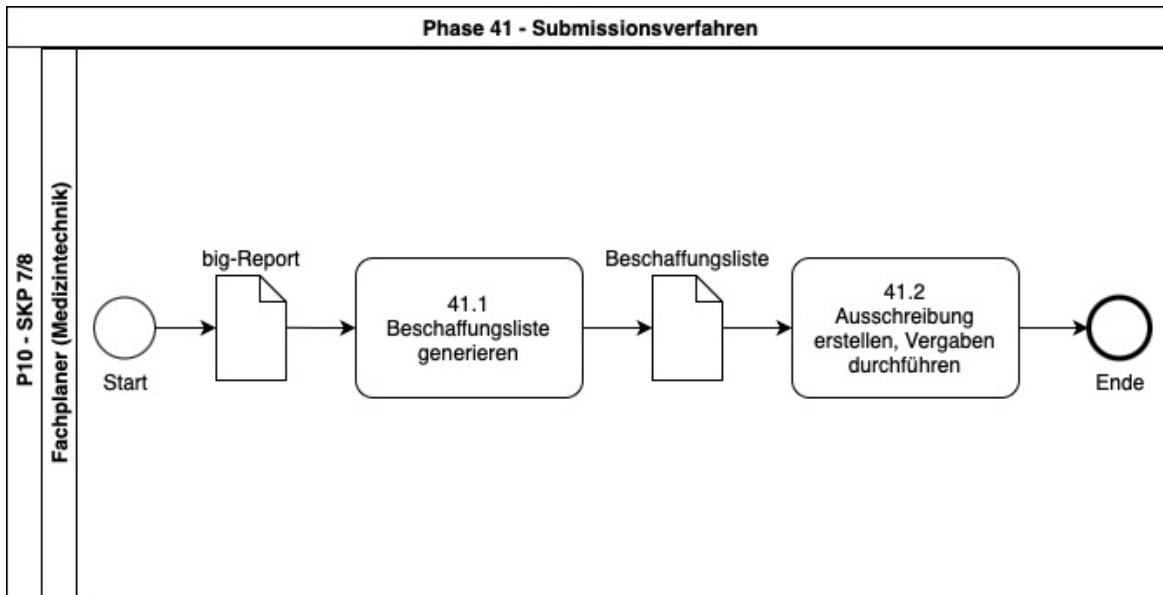 Phase 41 - Submissionsverfahren
P10 - SKP 7/8
Fachplaner (Medizintechnik)
Start
big-Report
41.1
Beschaffungsliste
generieren
Beschaffungsliste
41.2
Ausschreibung
erstellen, Vergaben
durchführen
Ende